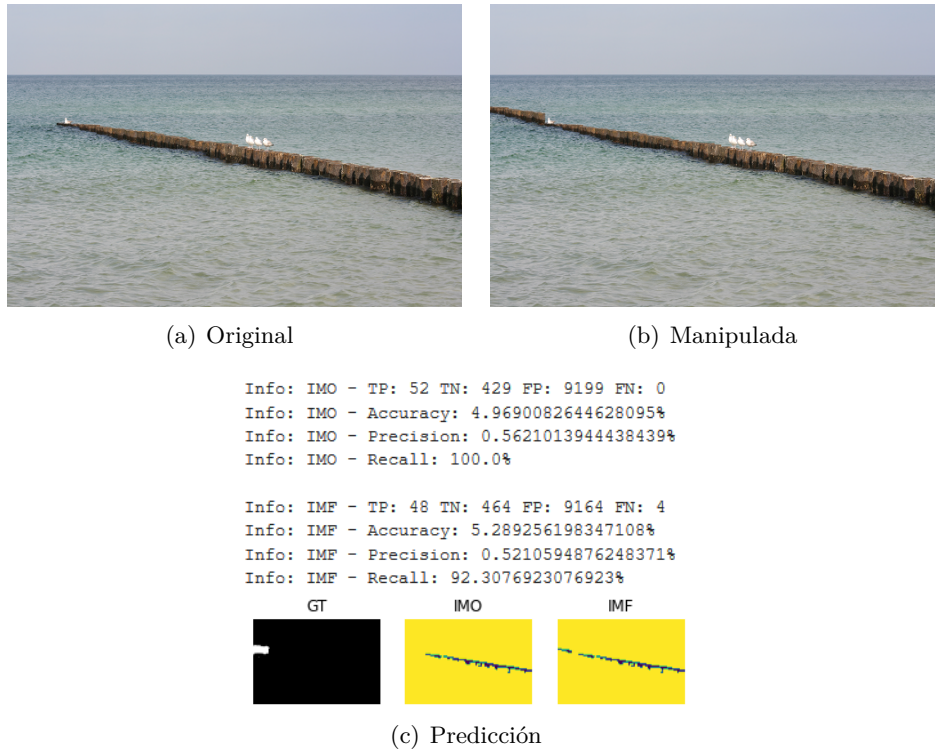 (a) Original
(b) Manipulada
Info: IMO - TP: 52 TN: 429 FP: 9199 FN: 0
Info: IMO - Accuracy: 4.9690082644628095%
Info: IMO - Precision: 0.5621013944438439%
Info: IMO - Recall: 100.0%
Info: IMF - TP: 48 TN: 464 FP: 9164 FN: 4
Info: IMF - Accuracy: 5.289256198347108%
Info: IMF - Precision: 0.5210594876248371%
Info: IMF - Recall: 92.3076923076923%
GT
IMO
IMF
(c) Predicción